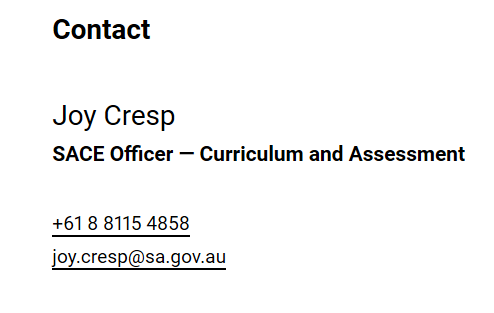 Contact
Joy Cresp
SACE Officer — Curriculum and Assessment
+61 8 8115 4858
joy.cresp@sa.gov.au